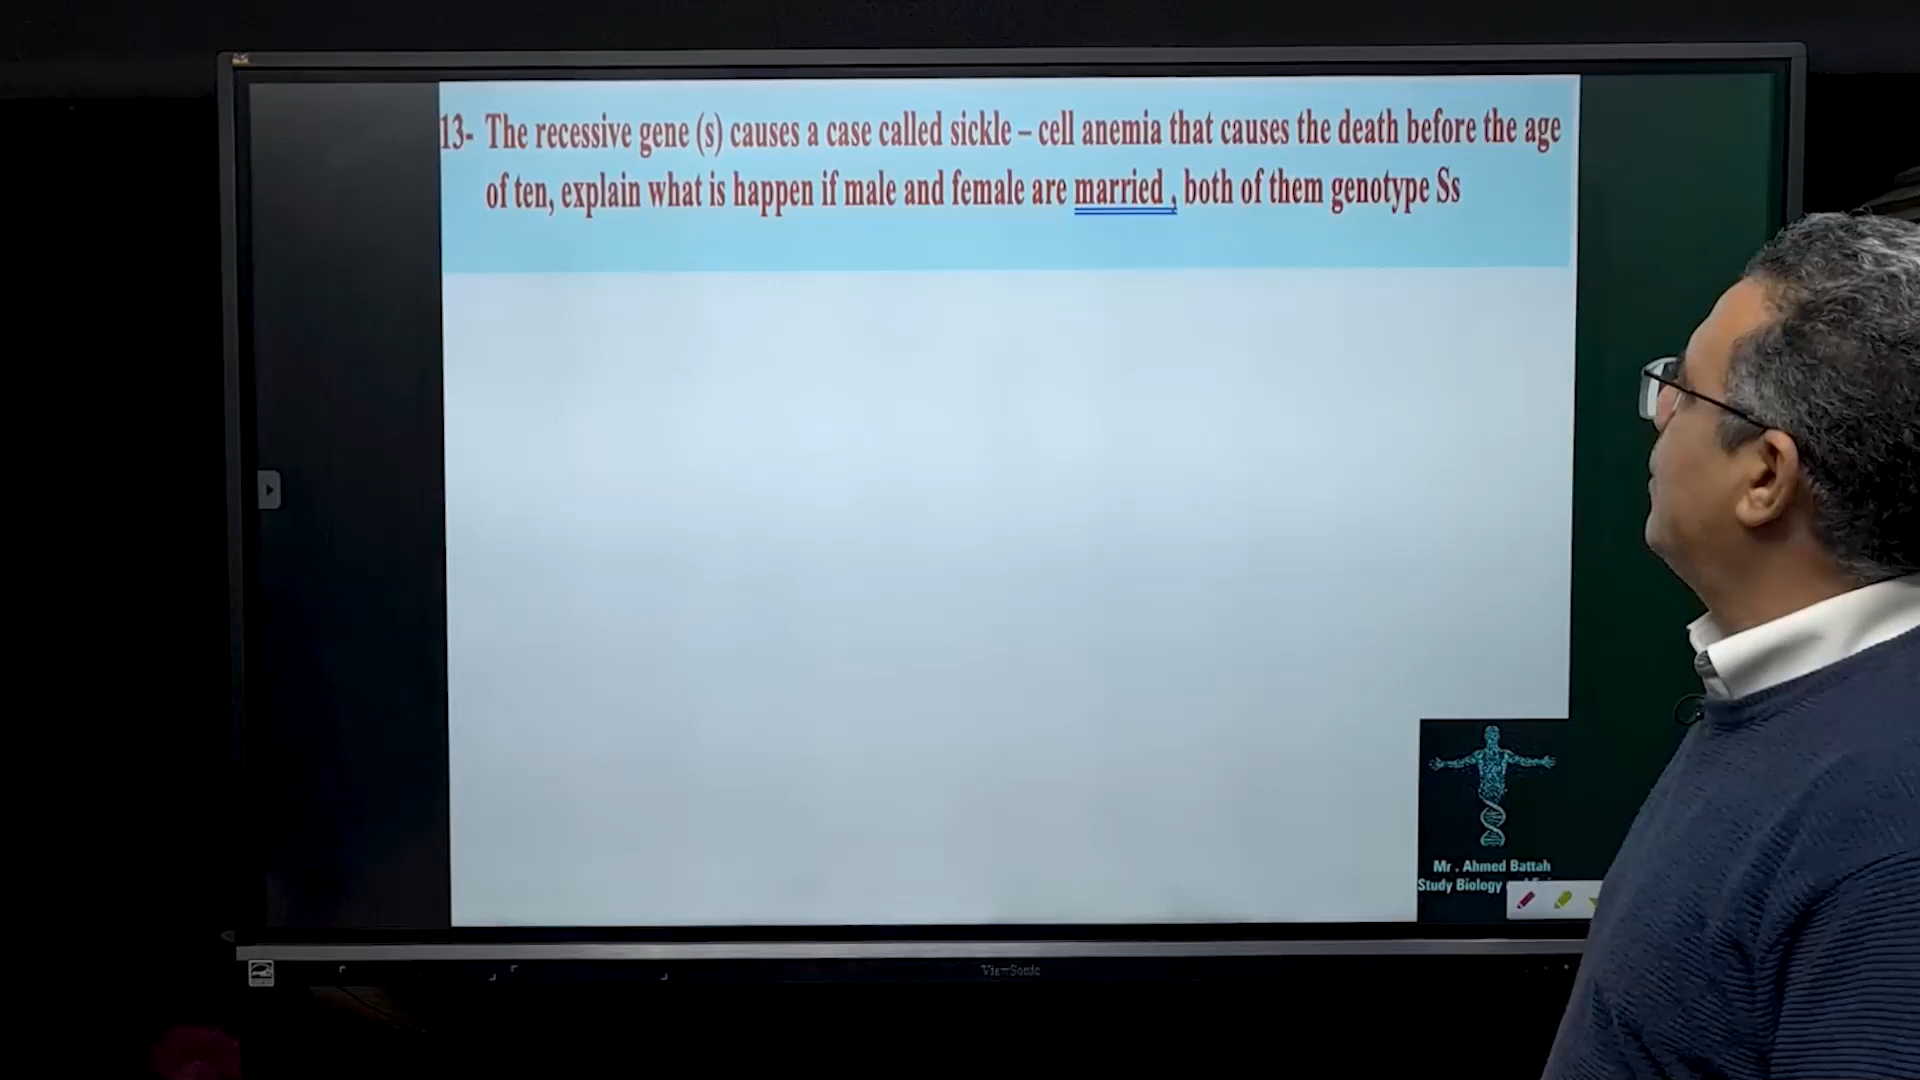 13- The recessive gene (s) causes a case called sickle – cell anemia that causes the death before the age
of ten, explain what is happen if male and female are married , both of them genotype Ss
Mr . Ahmed Battah
Study Biology
ViewSonic